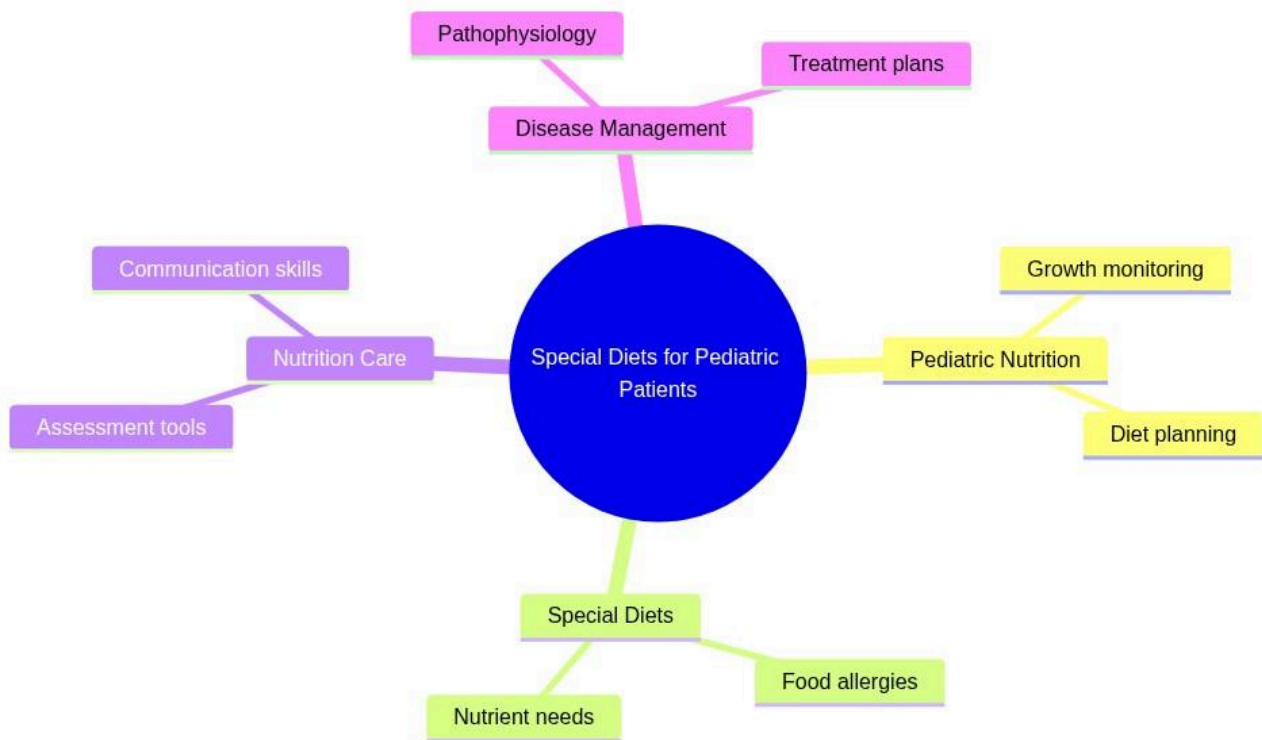 Pathophysiology
Treatment plans
Disease Management
Communication skills
Growth monitoring
Nutrition Care
Special Diets for Pediatric
Patients
Pediatric Nutrition
Assessment tools
Diet planning
Special Diets
Food allergies
Nutrient needs